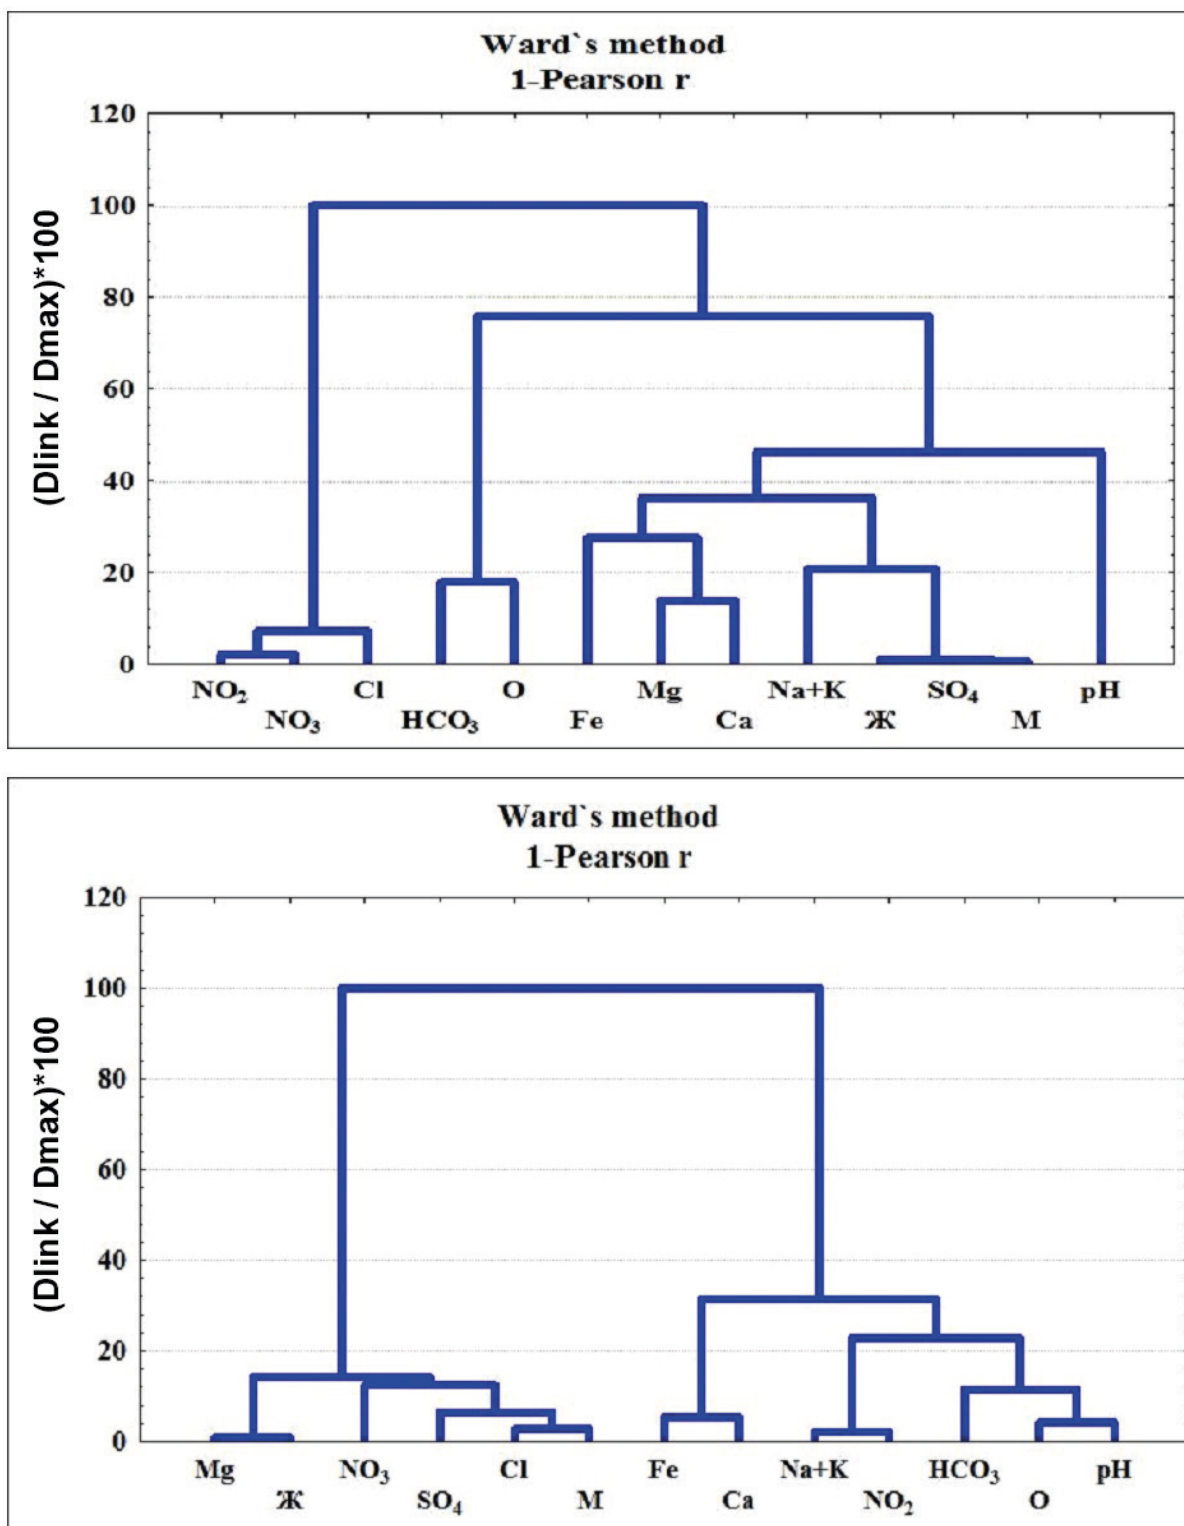 Ward`s method
1-Pearson r
(Dlink / Dmax)*100
120
100
80
60
40
20
0
NO₂ Cl O Mg Na+K SO₄ pH
NO₃ HCO₃ Fe Ca Ж M
Ward`s method
1-Pearson r
(Dlink / Dmax)*100
120
100
80
60
40
20
0
Mg NO₃ Cl Fe Na+K HCO₃ pH
Ж SO₄ M Ca NO₂ O